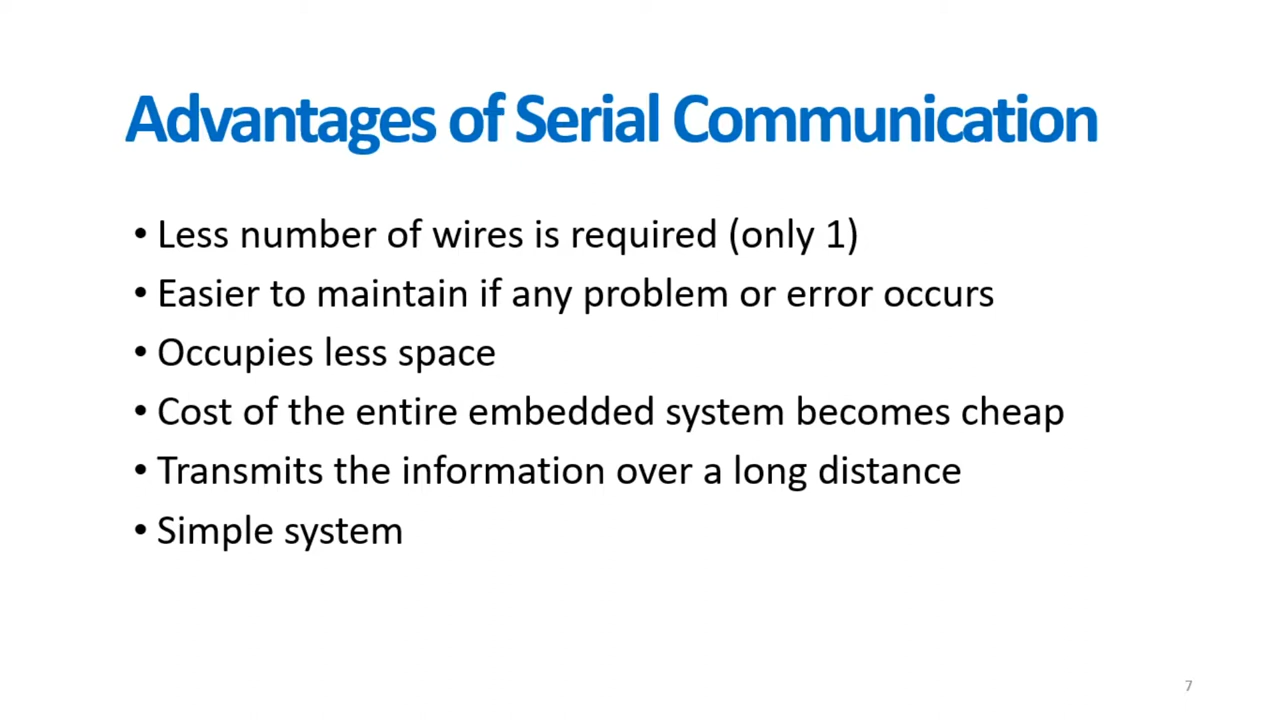 Advantages of Serial Communication
• Less number of wires is required (only 1)
• Easier to maintain if any problem or error occurs
• Occupies less space
• Cost of the entire embedded system becomes cheap
• Transmits the information over a long distance
• Simple system
7